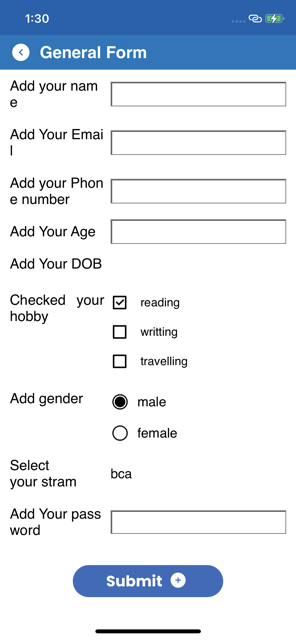 1:30
General Form
Add your nam
e
Add Your Emai
l
Add your Phon
e number
Add Your Age
Add Your DOB
Checked your
hobby
reading
writting
travelling
Add gender
male
female
Select
your stram
bca
Add Your pass
word
Submit